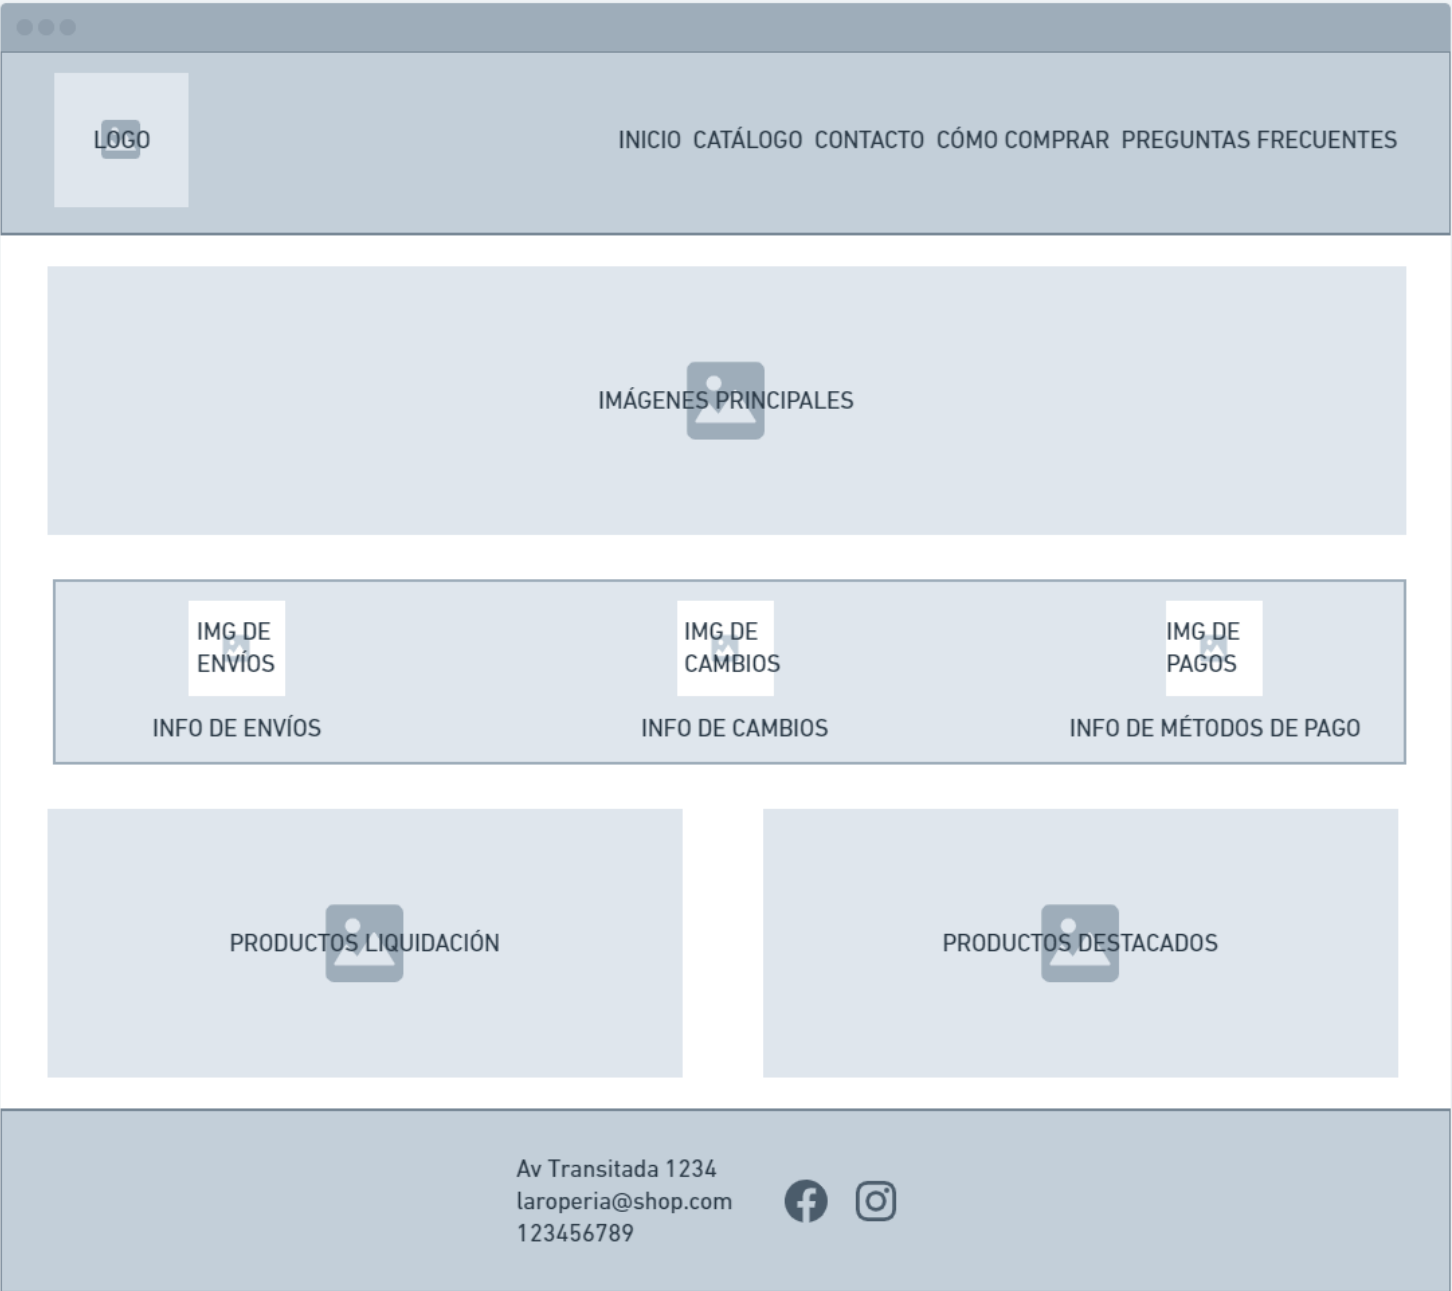 LOGO
INICIO CATÁLOGO CONTACTO CÓMO COMPRAR PREGUNTAS FRECUENTES
IMÁGENES PRINCIPALES
IMG DE
ENVÍOS
INFO DE ENVÍOS
IMG DE
CAMBIOS
INFO DE CAMBIOS
IMG DE
PAGOS
INFO DE MÉTODOS DE PAGO
PRODUCTOS LIQUIDACIÓN
PRODUCTOS DESTACADOS
Av Transitada 1234
laroperia@shop.com
123456789